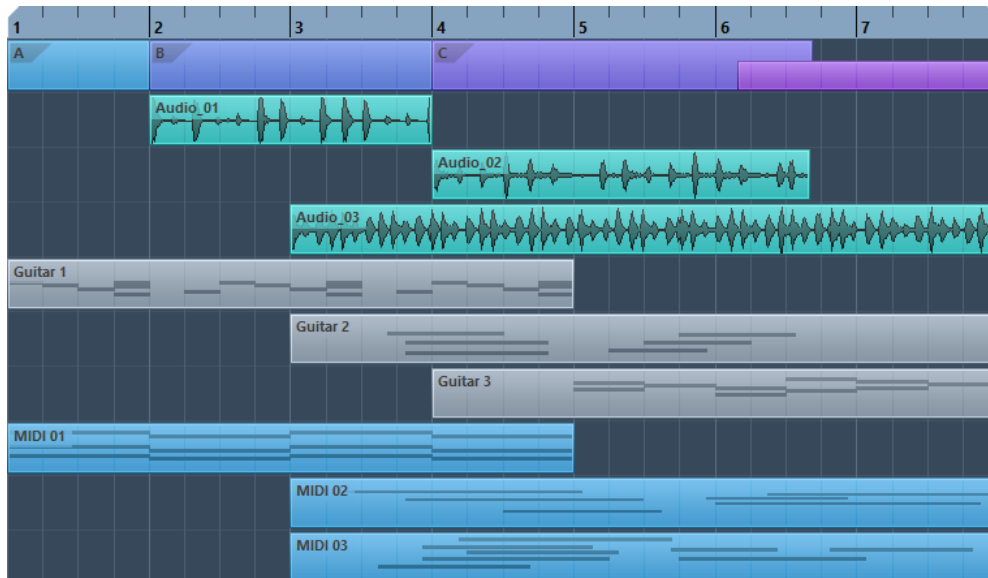 1 2 3 4 5 6 7
A B C
Audio_01
Audio_02
Audio_03
Guitar 1
Guitar 2
Guitar 3
MIDI 01
MIDI 02
MIDI 03